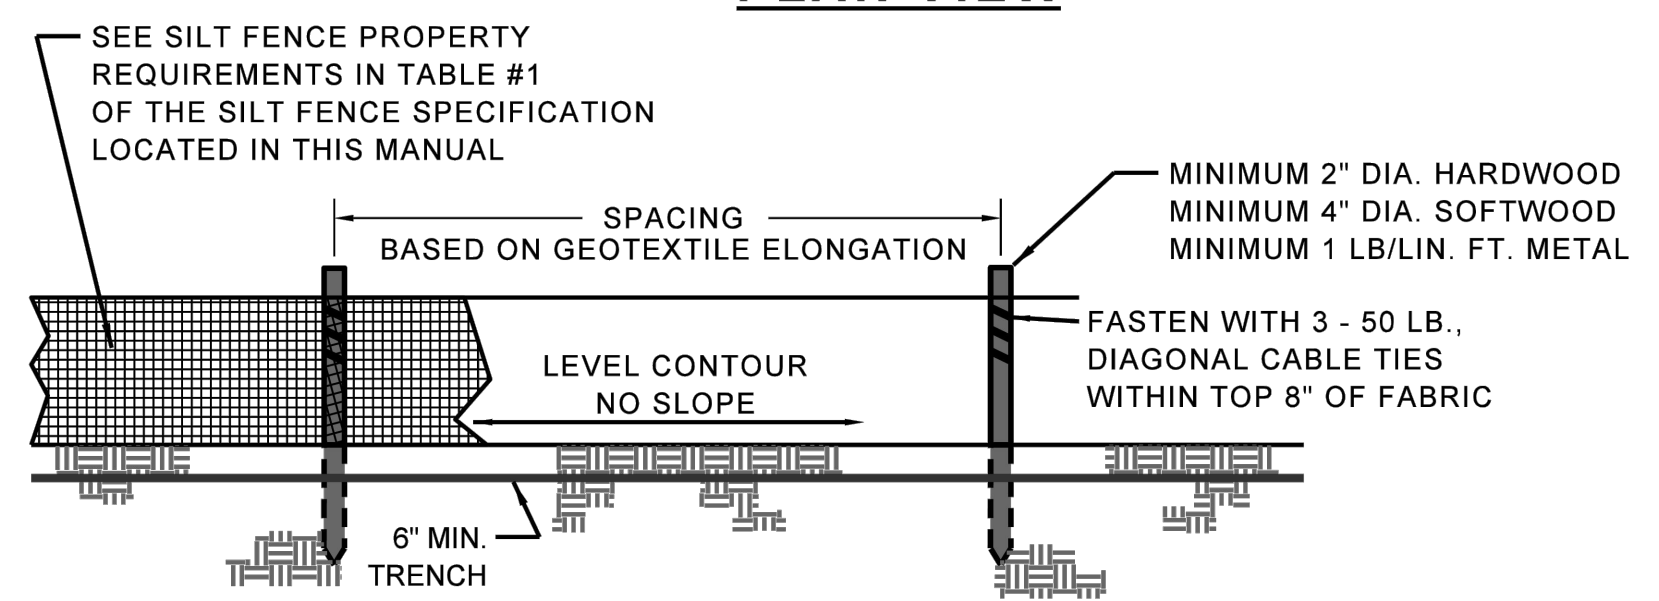 SEE SILT FENCE PROPERTY
REQUIREMENTS IN TABLE #1
OF THE SILT FENCE SPECIFICATION
LOCATED IN THIS MANUAL
MINIMUM 2" DIA. HARDWOOD
MINIMUM 4" DIA. SOFTWOOD
MINIMUM 1 LB/LIN. FT. METAL
SPACING
BASED ON GEOTEXTILE ELONGATION
FASTEN WITH 3 - 50 LB.,
DIAGONAL CABLE TIES
WITHIN TOP 8" OF FABRIC
LEVEL CONTOUR
NO SLOPE
6" MIN.
TRENCH